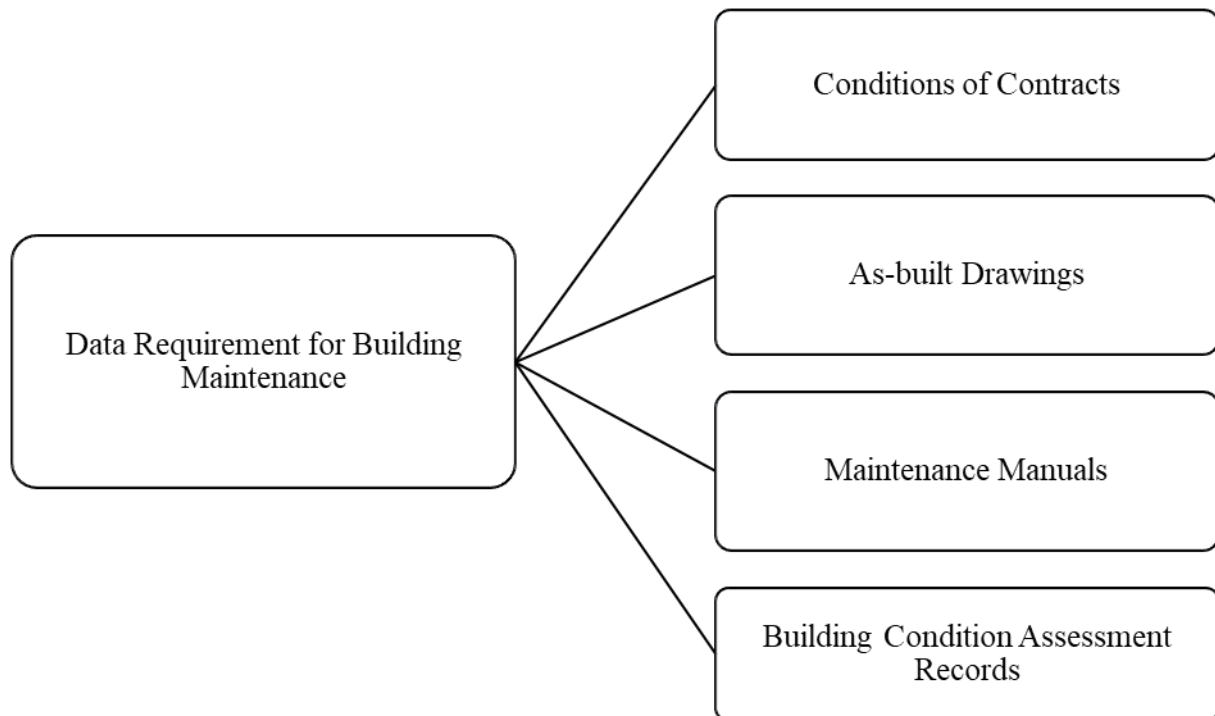 Data Requirement for Building
Maintenance
Conditions of Contracts
As-built Drawings
Maintenance Manuals
Building Condition Assessment
Records